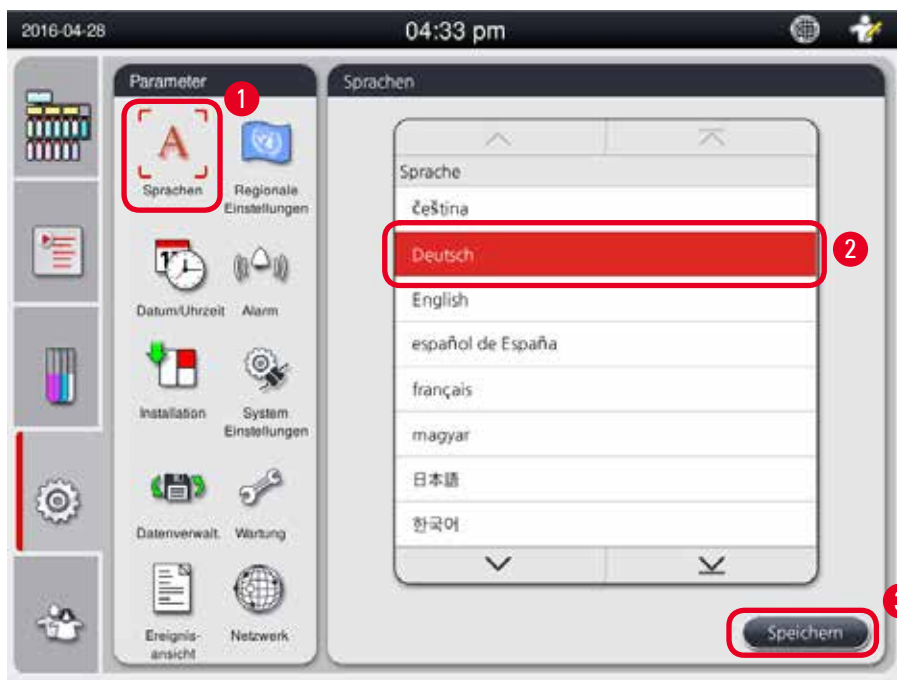 2016-04-28
04:33 pm
Parameter
1
Sprachen
Regionale
Einstellungen
Datum/Uhrzeit
Alarm
Installation
System
Einstellungen
Datenverwalt.
Wartung
Ereignis-
ansicht
Netzwerk
Sprachen
Sprache
čeština
Deutsch
2
English
español de España
français
magyar
日本語
한국어
Speichern